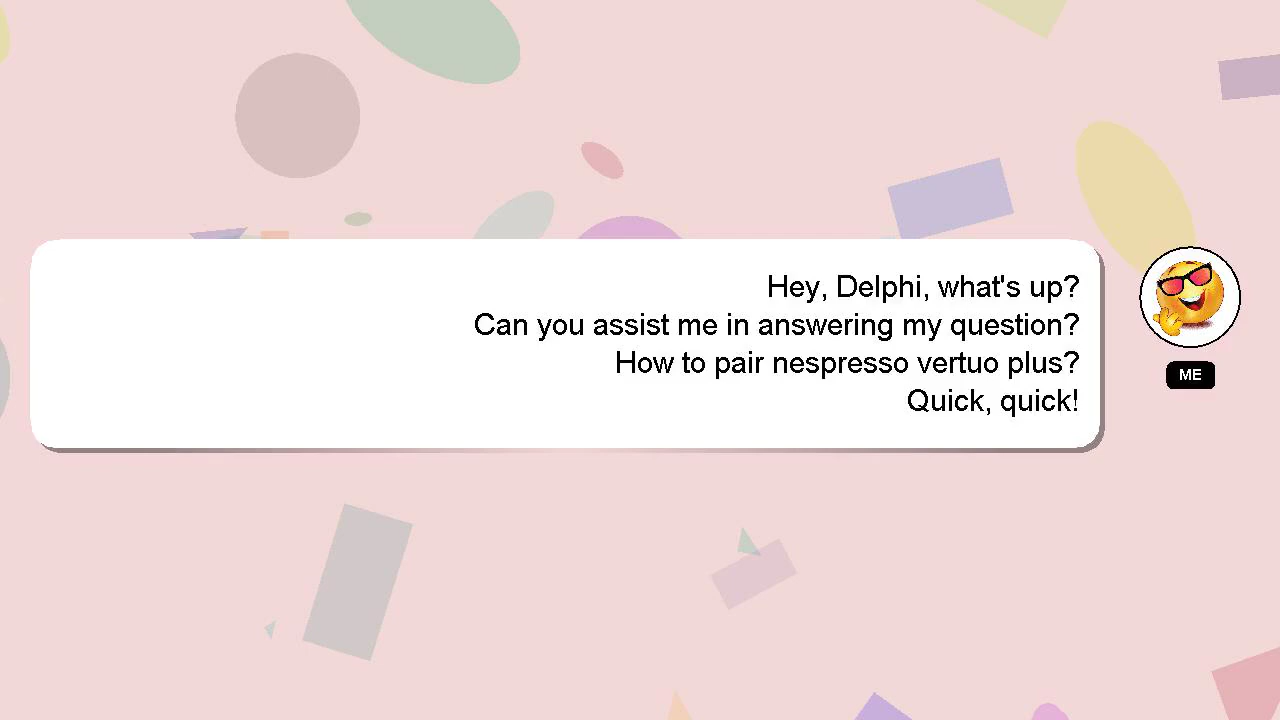 Hey, Delphi, what's up?
Can you assist me in answering my question?
How to pair nespresso vertuo plus?
Quick, quick!
ME